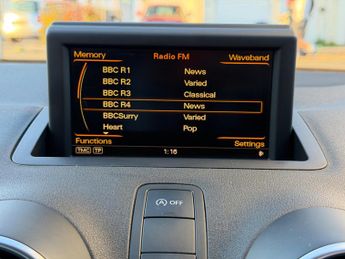 Memory Radio FM Waveband
BBC R1 News
BBC R2 Varied
BBC R3 Classical
BBC R4 News
BBCSurry Varied
Heart Pop
Functions Settings
TMC TP 1:16
OFF